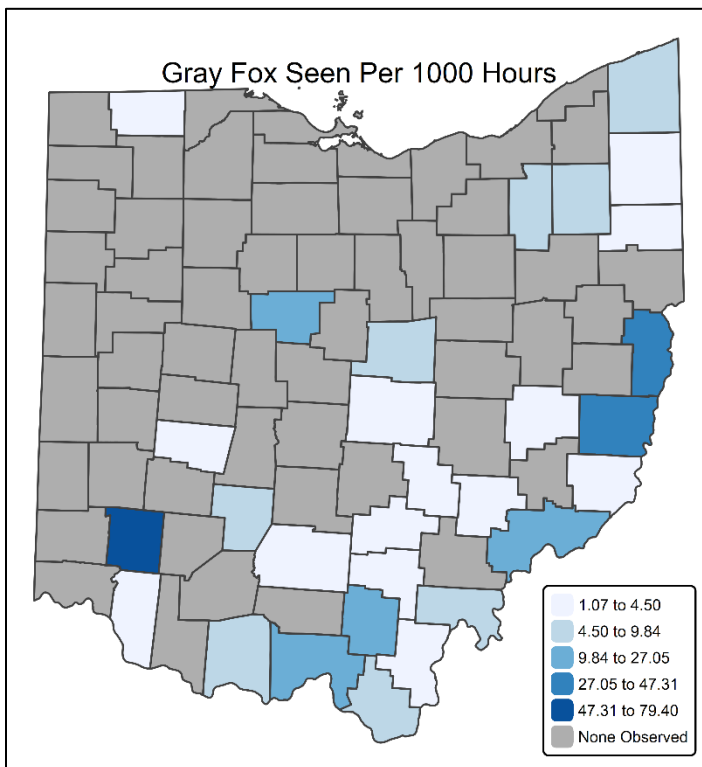 Gray Fox Seen Per 1000 Hours
1.07 to 4.50
4.50 to 9.84
9.84 to 27.05
27.05 to 47.31
47.31 to 79.40
None Observed